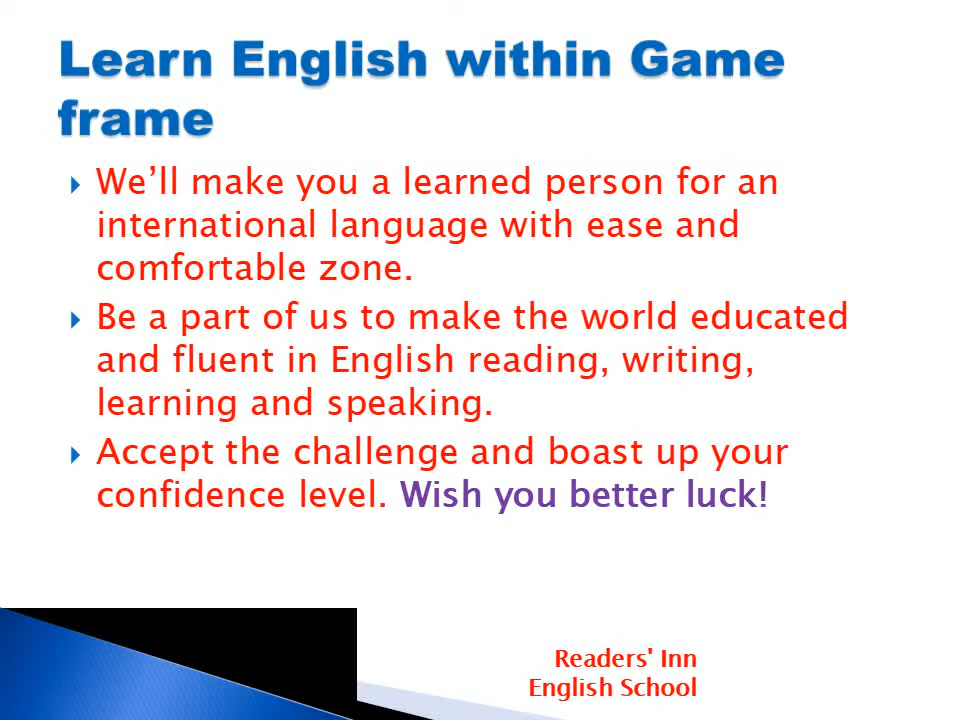 Learn English within Game
frame
We’ll make you a learned person for an
international language with ease and
comfortable zone.
Be a part of us to make the world educated
and fluent in English reading, writing,
learning and speaking.
Accept the challenge and boast up your
confidence level. Wish you better luck!
Readers' Inn
English School